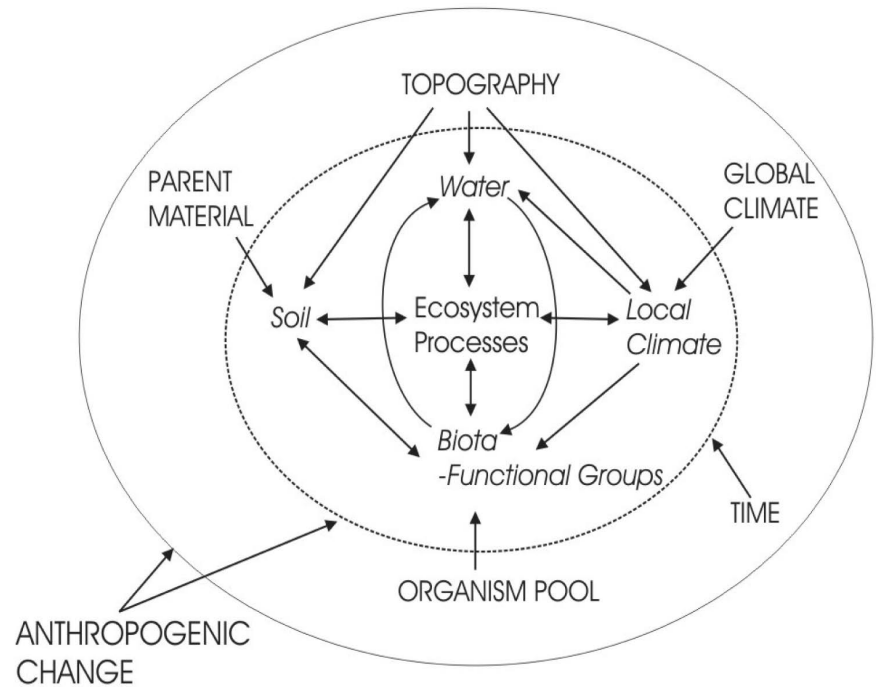 TOPOGRAPHY
PARENT
MATERIAL
GLOBAL
CLIMATE
Water
Soil
Ecosystem
Processes
Local
Climate
Biota
-Functional Groups
TIME
ORGANISM POOL
ANTHROPOGENIC
CHANGE